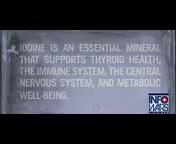 IODINE IS AN ESSENTIAL MINERAL
THAT SUPPORTS THYROID HEALTH,
THE IMMUNE SYSTEM, THE CENTRAL
NERVOUS SYSTEM, AND METABOLIC
WELL-BEING.
INFO
WARS